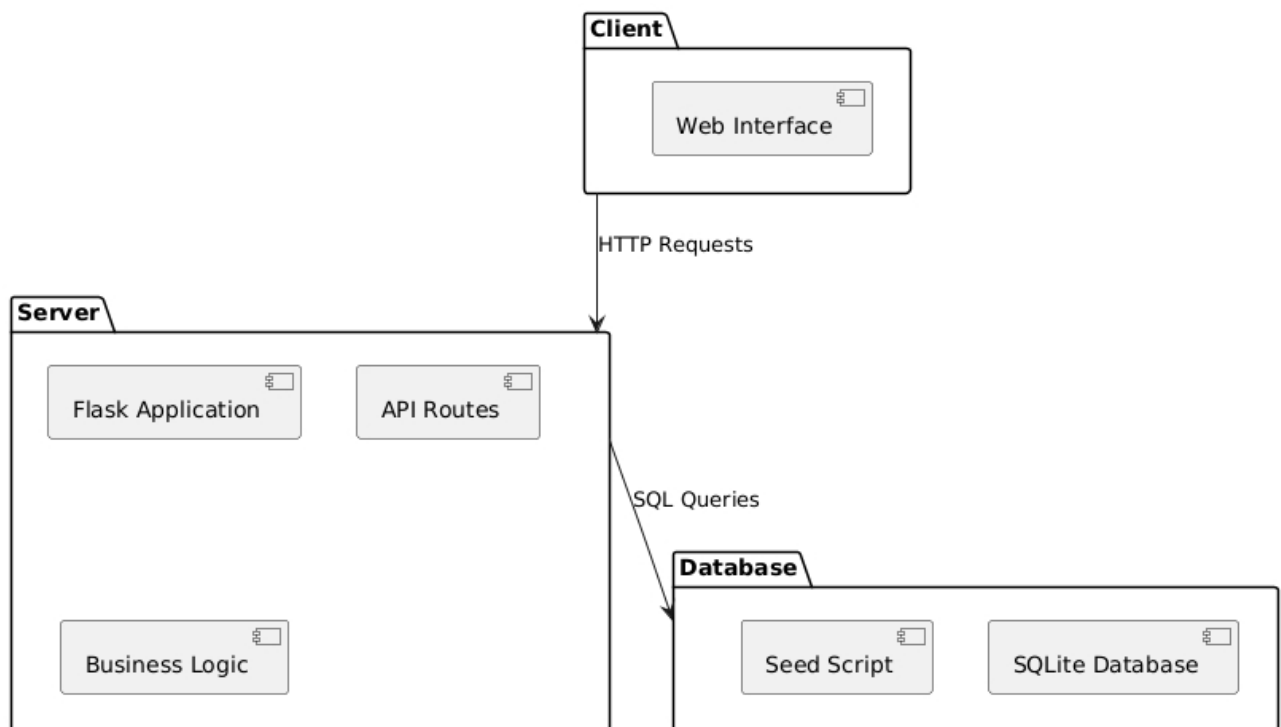 Client
Web Interface
HTTP Requests
Server
Flask Application
API Routes
SQL Queries
Database
Business Logic
Seed Script
SQLite Database